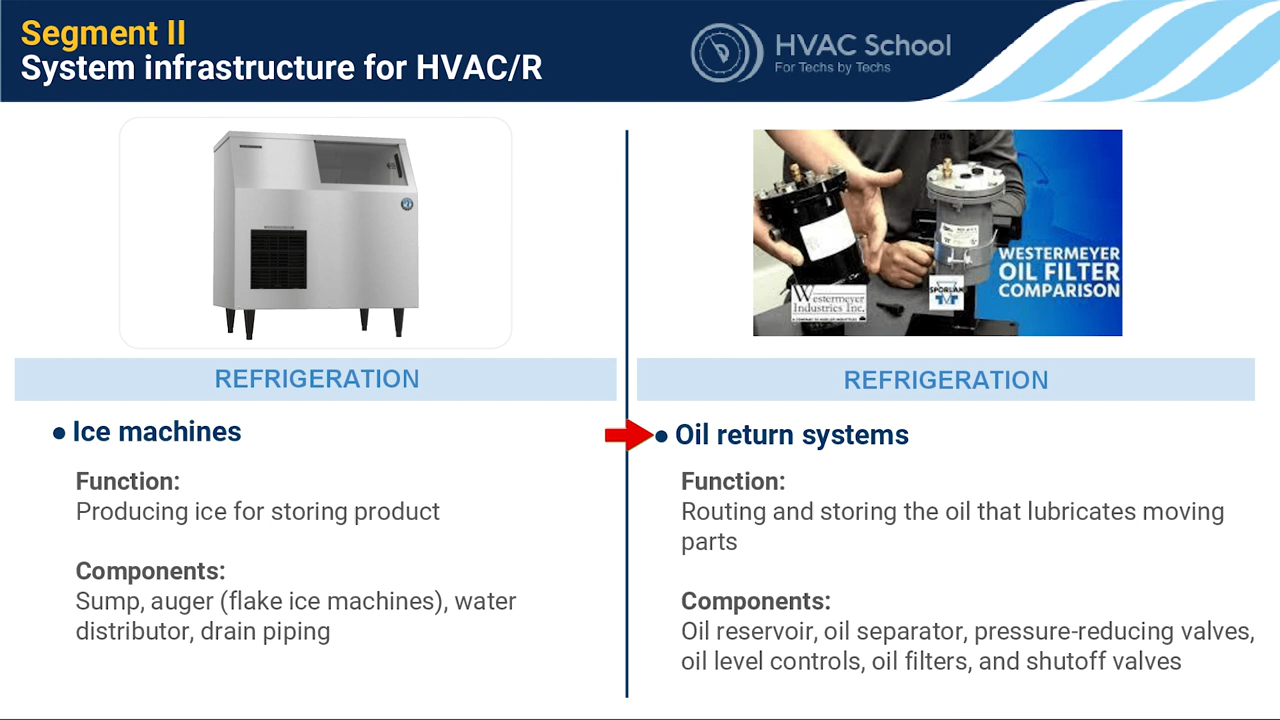 Segment II
System infrastructure for HVAC/R
HVAC School
For Techs by Techs
WESTERMEYER
OIL FILTER
COMPARISON
Westermeyer
Industries Inc.
SPORLAN
REFRIGERATION
Ice machines
Function:
Producing ice for storing product
Components:
Sump, auger (flake ice machines), water
distributor, drain piping
REFRIGERATION
Oil return systems
Function:
Routing and storing the oil that lubricates moving
parts
Components:
Oil reservoir, oil separator, pressure-reducing valves,
oil level controls, oil filters, and shutoff valves